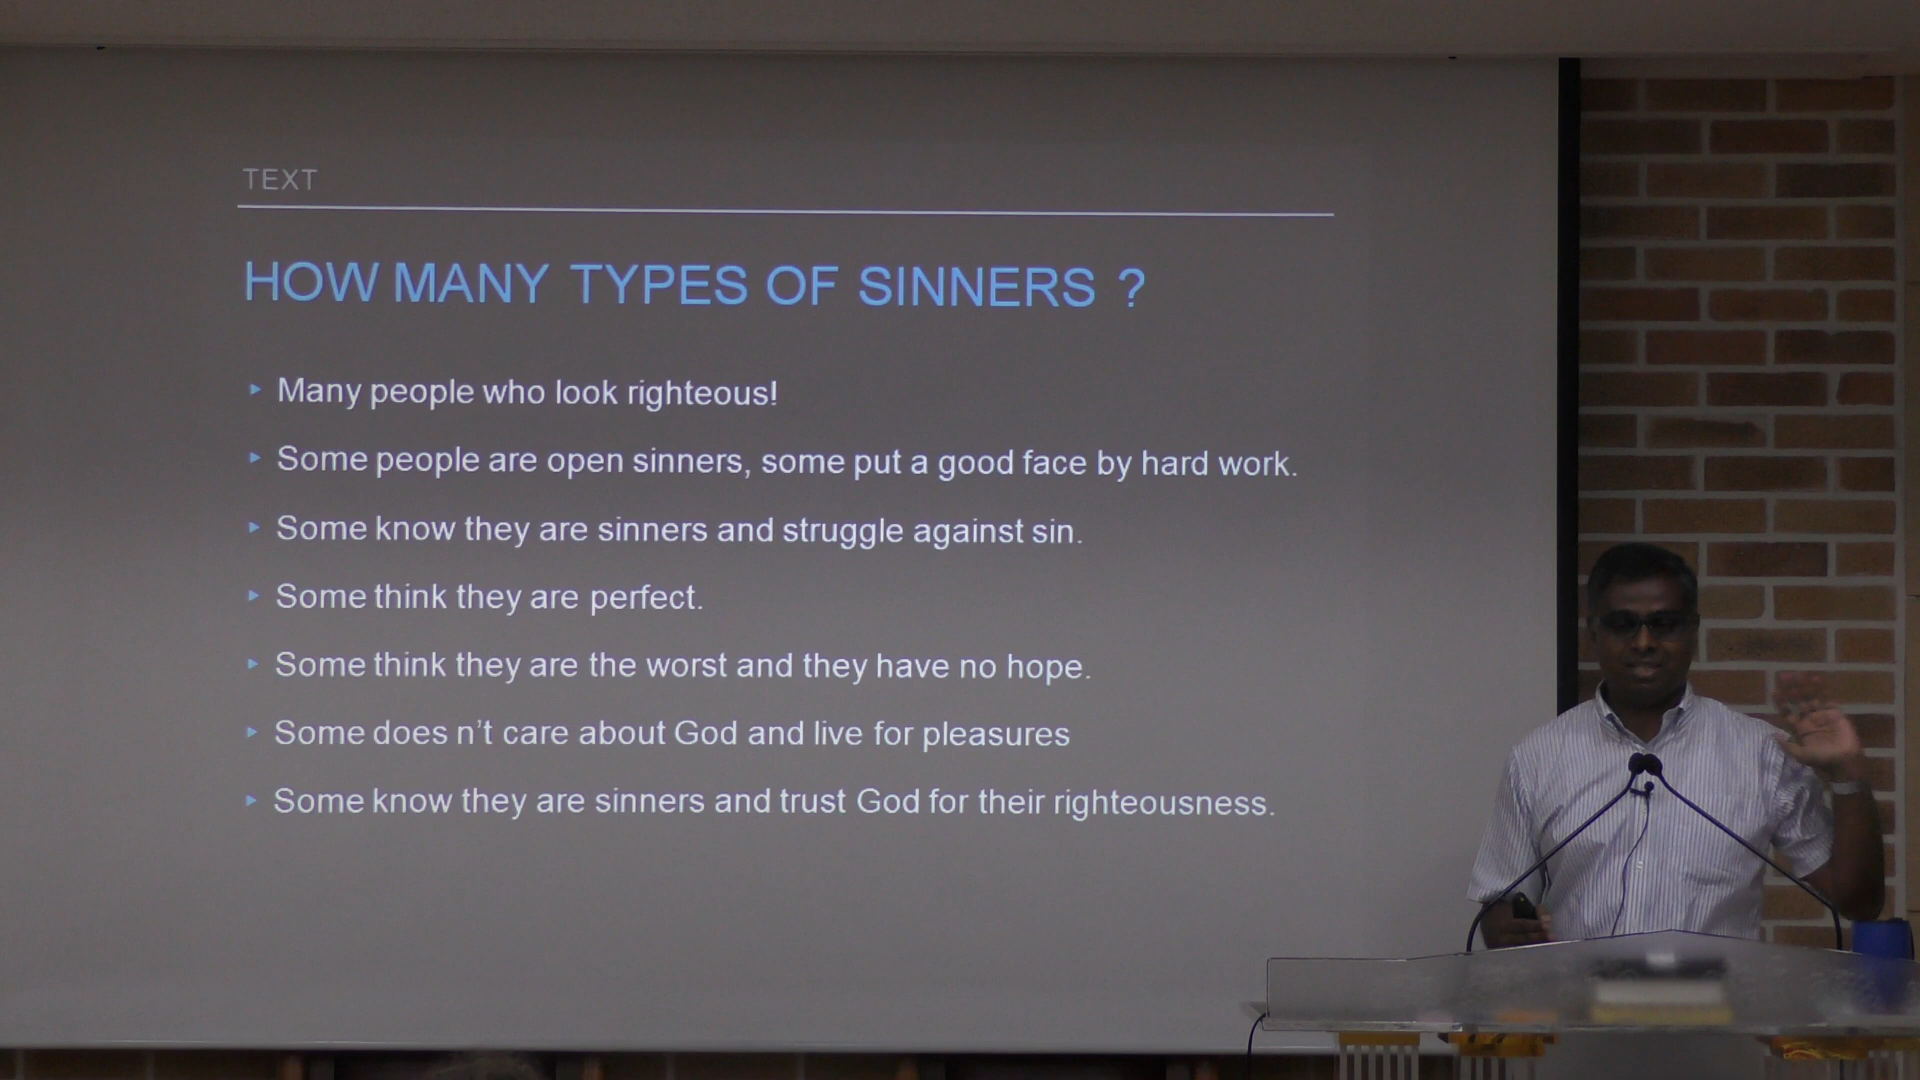 TEXT
HOW MANY TYPES OF SINNERS ?
▸ Many people who look righteous!
▸ Some people are open sinners, some put a good face by hard work.
▸ Some know they are sinners and struggle against sin.
▸ Some think they are perfect.
▸ Some think they are the worst and they have no hope.
▸ Some does n’t care about God and live for pleasures
▸ Some know they are sinners and trust God for their righteousness.